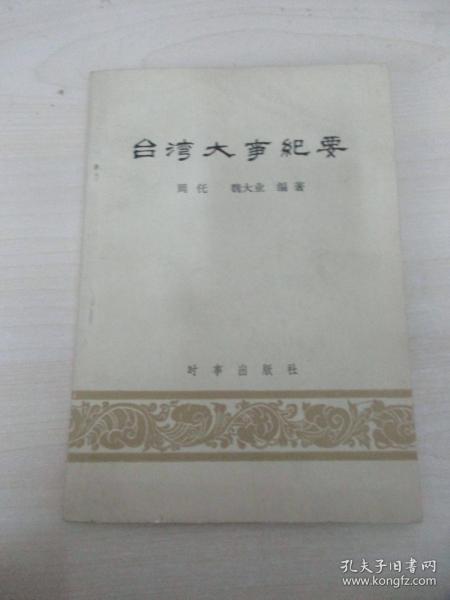 台湾大事纪要
周任 魏大业 编著
时事出版社
孔夫子旧书网
www.kongfz.com